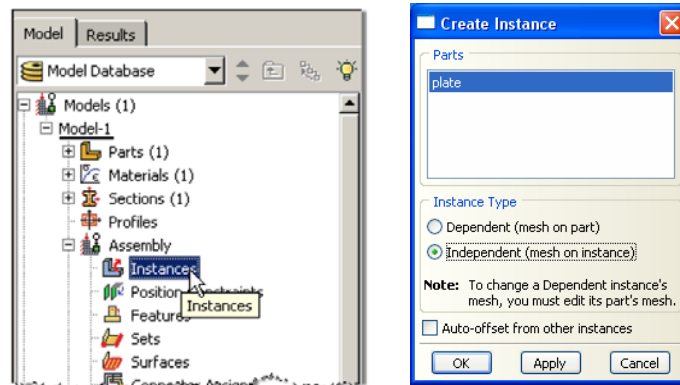 Model Results
Model Database
Models (1)
Model-1
Parts (1)
Materials (1)
Sections (1)
Profiles
Assembly
Instances
Position Constraints
Instances
Features
Sets
Surfaces
Connector
Create Instance
Parts
plate
Instance Type
Dependent (mesh on part)
Independent (mesh on instance)
Note: To change a Dependent instance's
mesh, you must edit its part's mesh.
Auto-offset from other instances
OK Apply Cancel